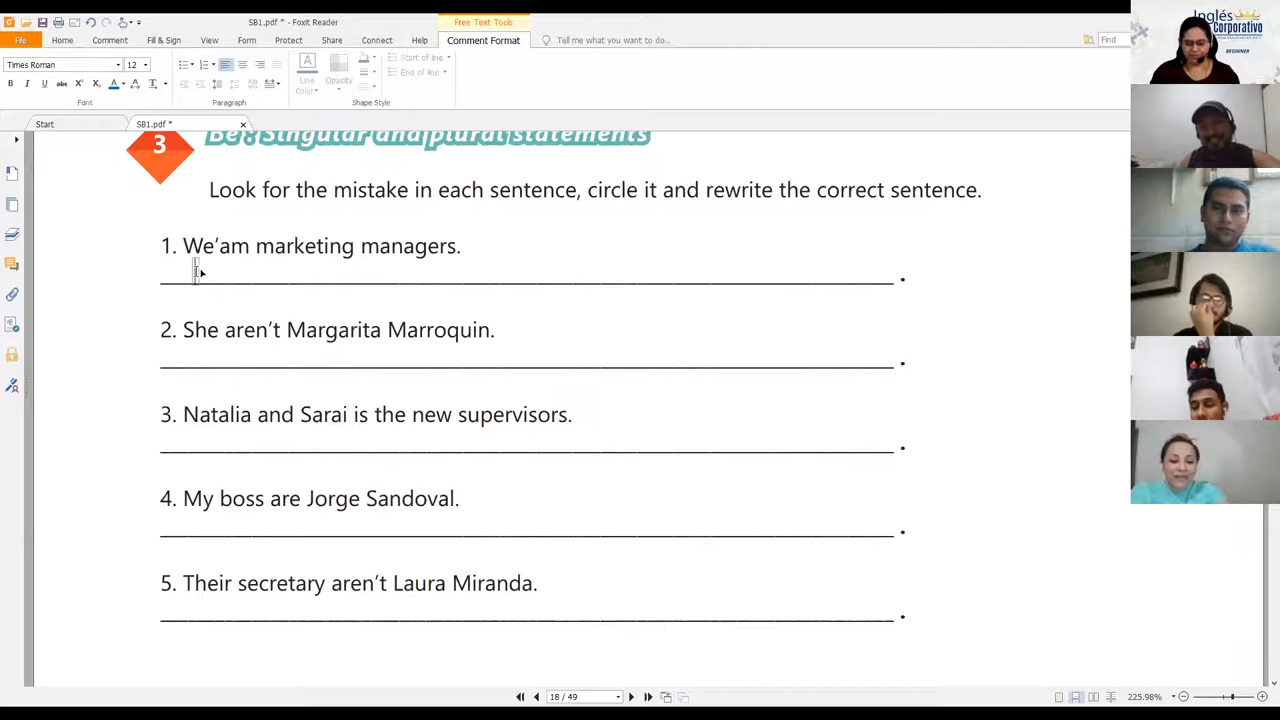 SB1.pdf * - Foxit Reader
Free Text Tools
File Home Comment Fill & Sign View Form Protect Share Connect Help Comment Format Tell me what you want to do...
Find
Times Roman 12
Line Color
Opacity
Start of line
End of line
Font Paragraph Shape Style
Start SB1.pdf *
Inglés Corporativo
BEGINNER
3 Be: Singular and plural statements
Look for the mistake in each sentence, circle it and rewrite the correct sentence.
1. We’am marketing managers.
2. She aren’t Margarita Marroquin.
3. Natalia and Sarai is the new supervisors.
4. My boss are Jorge Sandoval.
5. Their secretary aren’t Laura Miranda.
18 / 49
225.98%